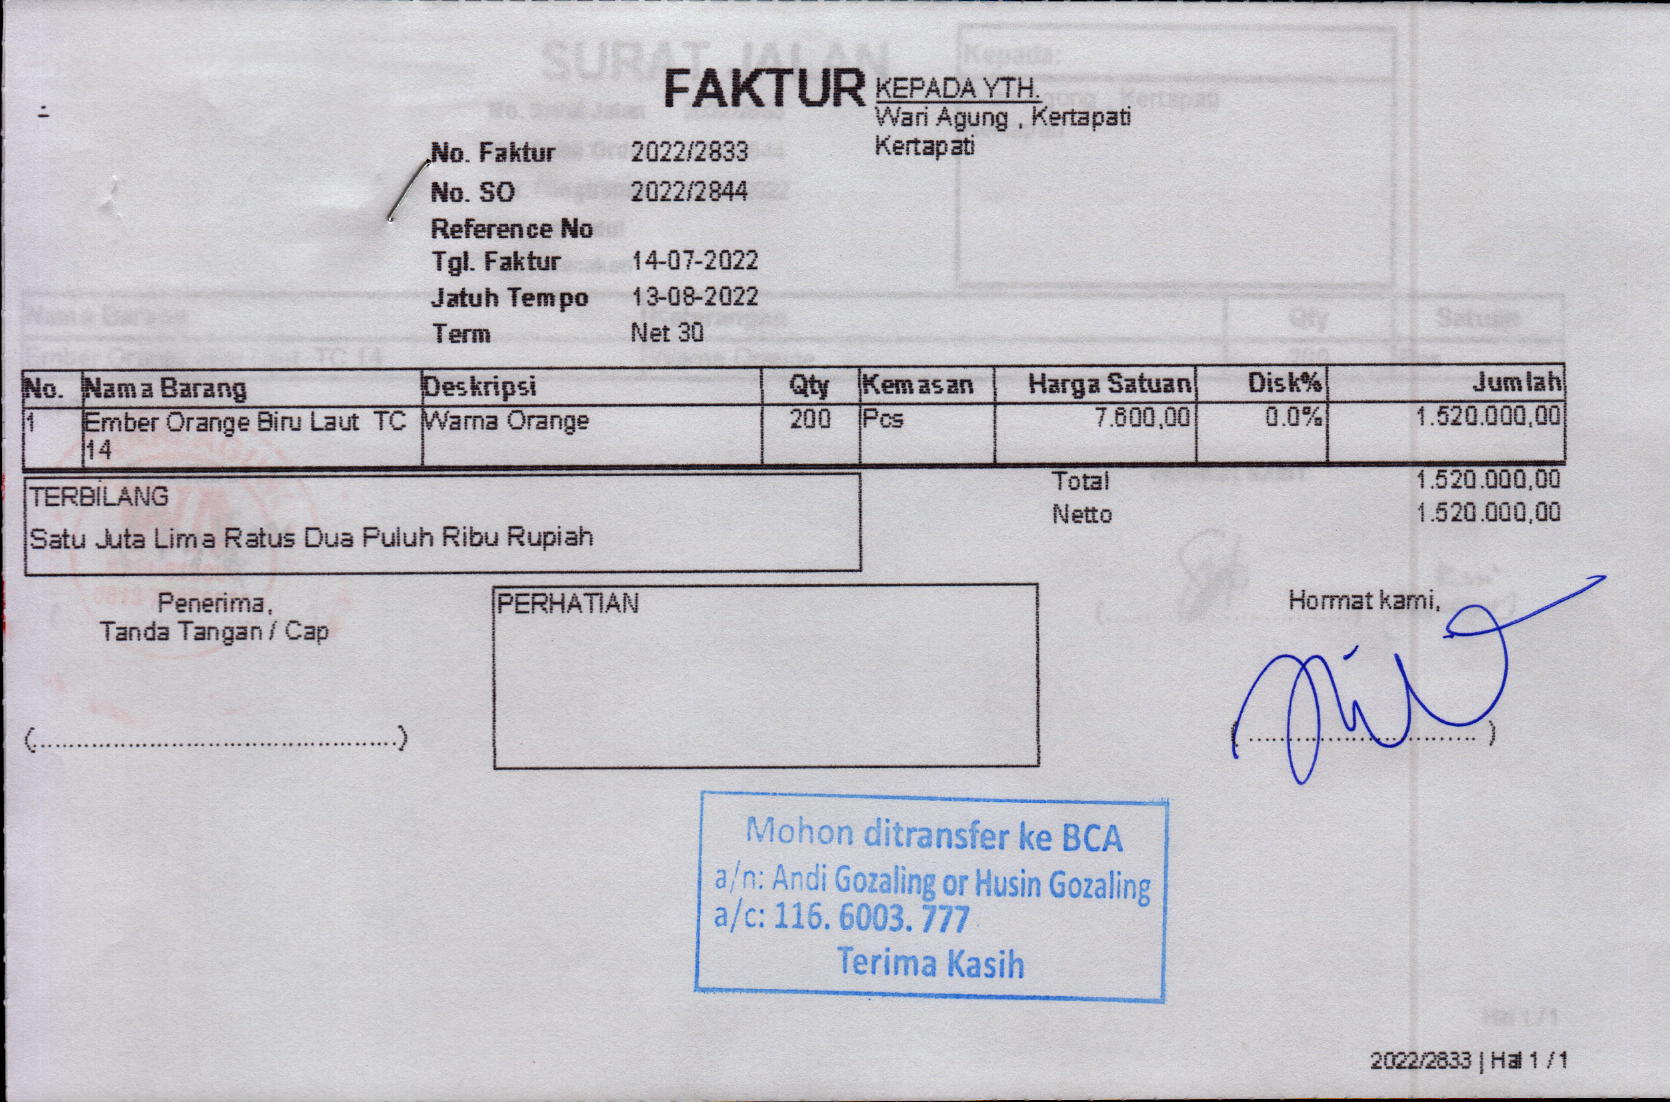 FAKTUR
KEPADA YTH.
Wari Agung , Kertapati
Kertapati
No. Faktur 2022/2833
No. SO 2022/2844
Reference No
Tgl. Faktur 14-07-2022
Jatuh Tempo 13-08-2022
Term Net 30
No. Nama Barang Deskripsi Qty Kemasan Harga Satuan Disk% Jumlah
1 Ember Orange Biru Laut TC 14 Warna Orange 200 Pcs 7.600,00 0.0% 1.520.000,00
Total 1.520.000,00
Netto 1.520.000,00
TERBILANG
Satu Juta Lima Ratus Dua Puluh Ribu Rupiah
Penerima,
Tanda Tangan / Cap
(................................................)
PERHATIAN
Hormat kami,
(..............................)
Mohon ditransfer ke BCA
a/n: Andi Gozaling or Husin Gozaling
a/c: 116. 6003. 777
Terima Kasih
2022/2833 | Hal 1 / 1